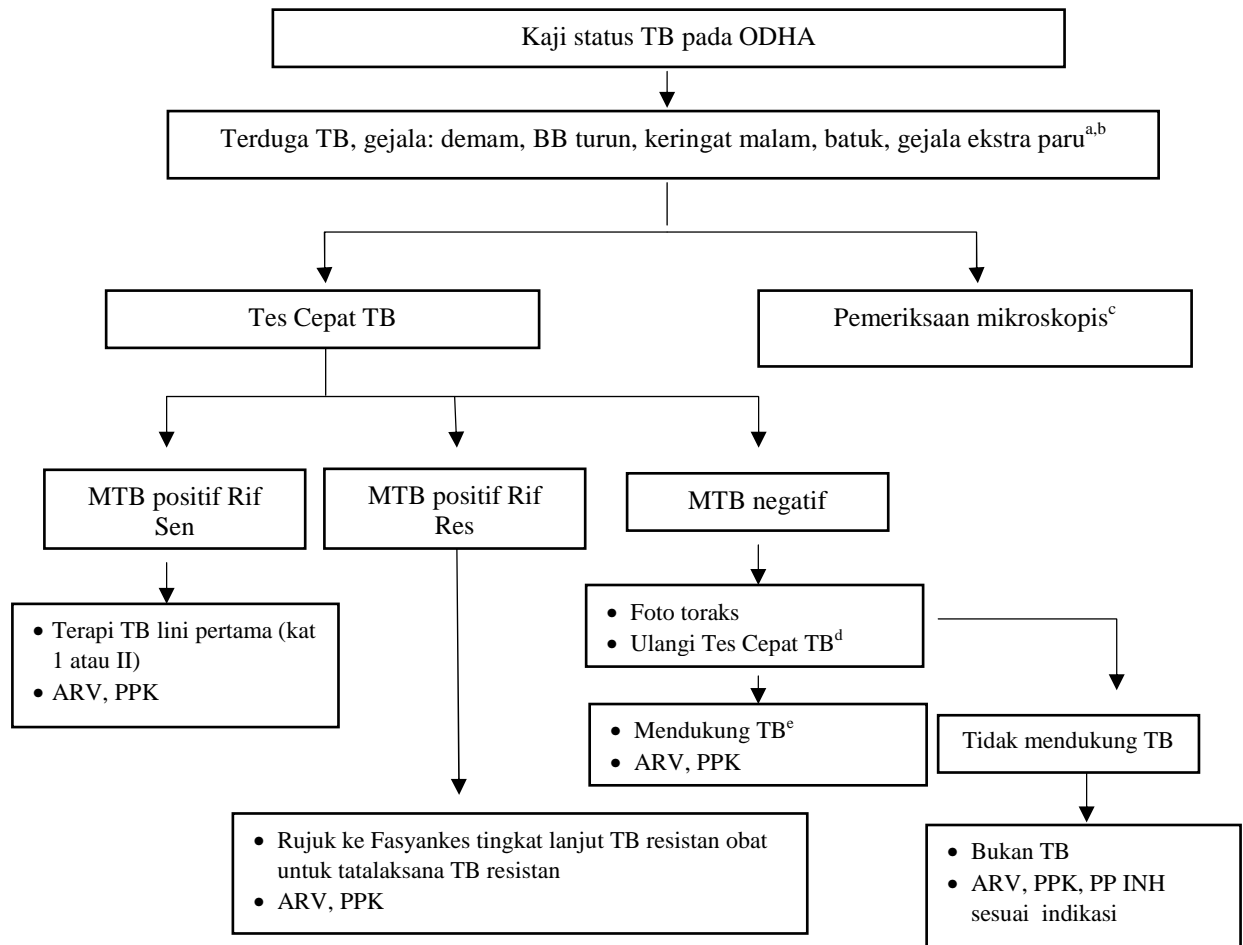 Kaji status TB pada ODHA
Terduga TB, gejala: demam, BB turun, keringat malam, batuk, gejala ekstra paru^a,b
Tes Cepat TB
Pemeriksaan mikroskopis^c
MTB positif Rif
Sen
MTB positif Rif
Res
MTB negatif
• Terapi TB lini pertama (kat
1 atau II)
• ARV, PPK
• Foto toraks
• Ulangi Tes Cepat TB^d
• Mendukung TB^e
• ARV, PPK
Tidak mendukung TB
• Rujuk ke Fasyankes tingkat lanjut TB resistan obat
untuk tatalaksana TB resistan
• ARV, PPK
• Bukan TB
• ARV, PPK, PP INH
sesuai indikasi